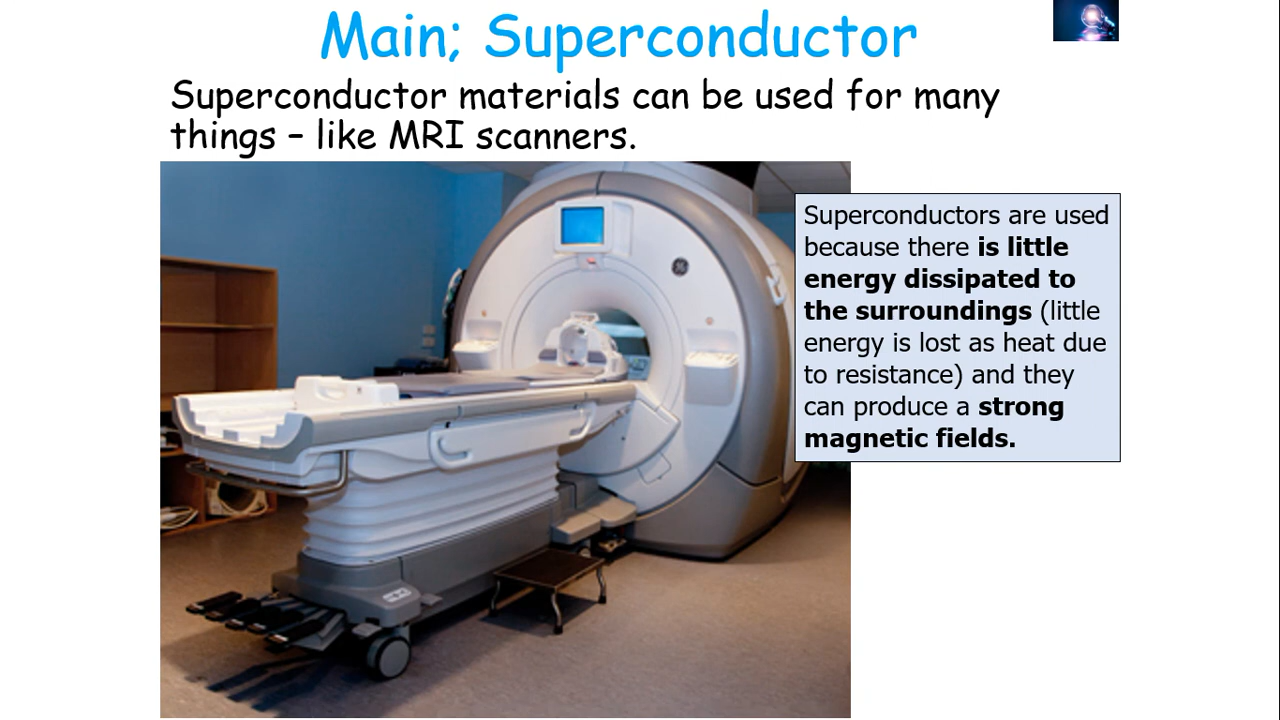 Main; Superconductor
Superconductor materials can be used for many
things – like MRI scanners.
Superconductors are used
because there is little
energy dissipated to
the surroundings (little
energy is lost as heat due
to resistance) and they
can produce a strong
magnetic fields.